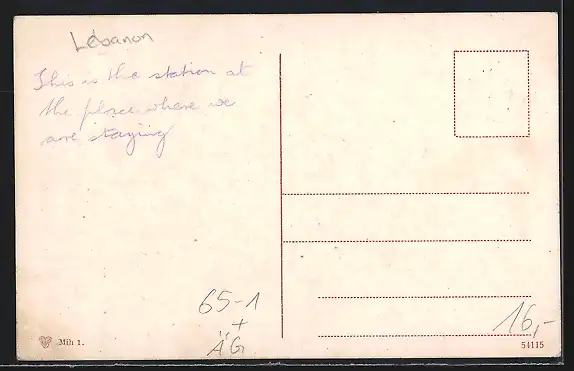 Lebanon
This is the station at
the place where we
are staying
65-1
+
ÄG
16,-
Mih 1.
54115